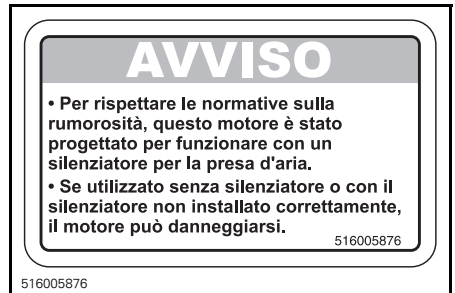 AVVISO
• Per rispettare le normative sulla
rumorosità, questo motore è stato
progettato per funzionare con un
silenziatore per la presa d'aria.
• Se utilizzato senza silenziatore o con il
silenziatore non installato correttamente,
il motore può danneggiarsi.
516005876
516005876